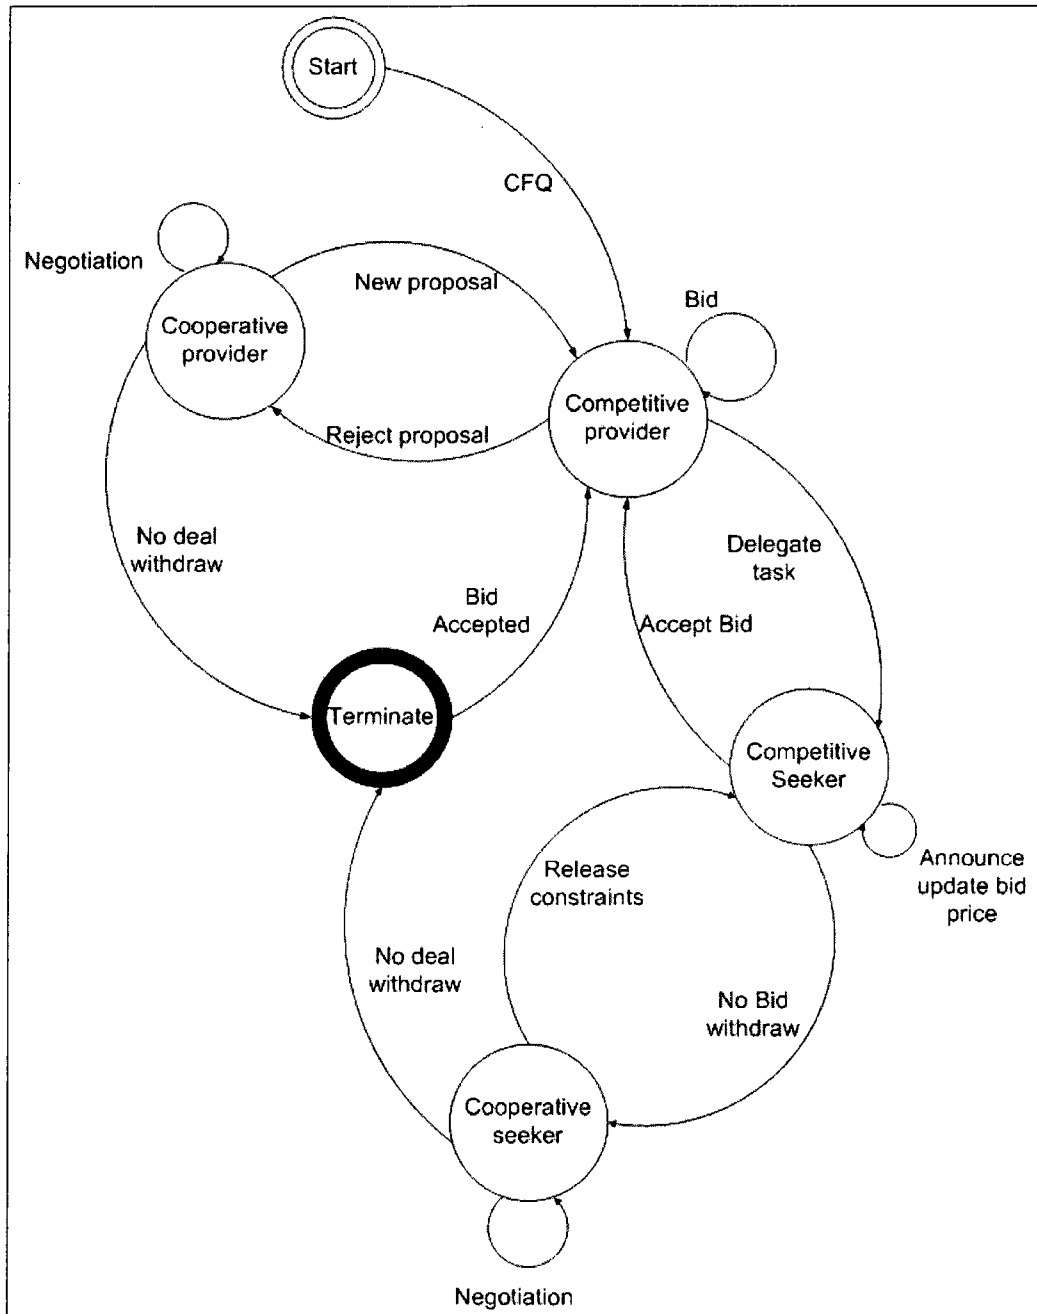 Start
CFQ
Negotiation
New proposal
Bid
Cooperative
provider
Competitive
provider
Reject proposal
No deal
withdraw
Delegate
task
Bid
Accepted
Accept Bid
Terminate
Competitive
Seeker
Release
constraints
Announce
update bid
price
No deal
withdraw
No Bid
withdraw
Cooperative
seeker
Negotiation